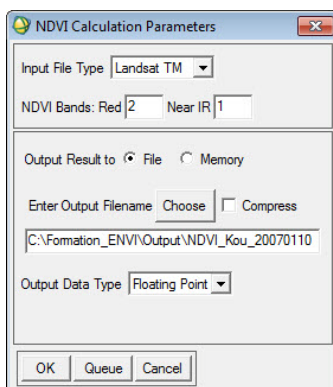 NDVI Calculation Parameters
Input File Type Landsat TM
NDVI Bands: Red 2 Near IR 1
Output Result to File Memory
Enter Output Filename Choose Compress
C:\Formation_ENVI\Output\NDVI_Kou_20070110
Output Data Type Floating Point
OK Queue Cancel